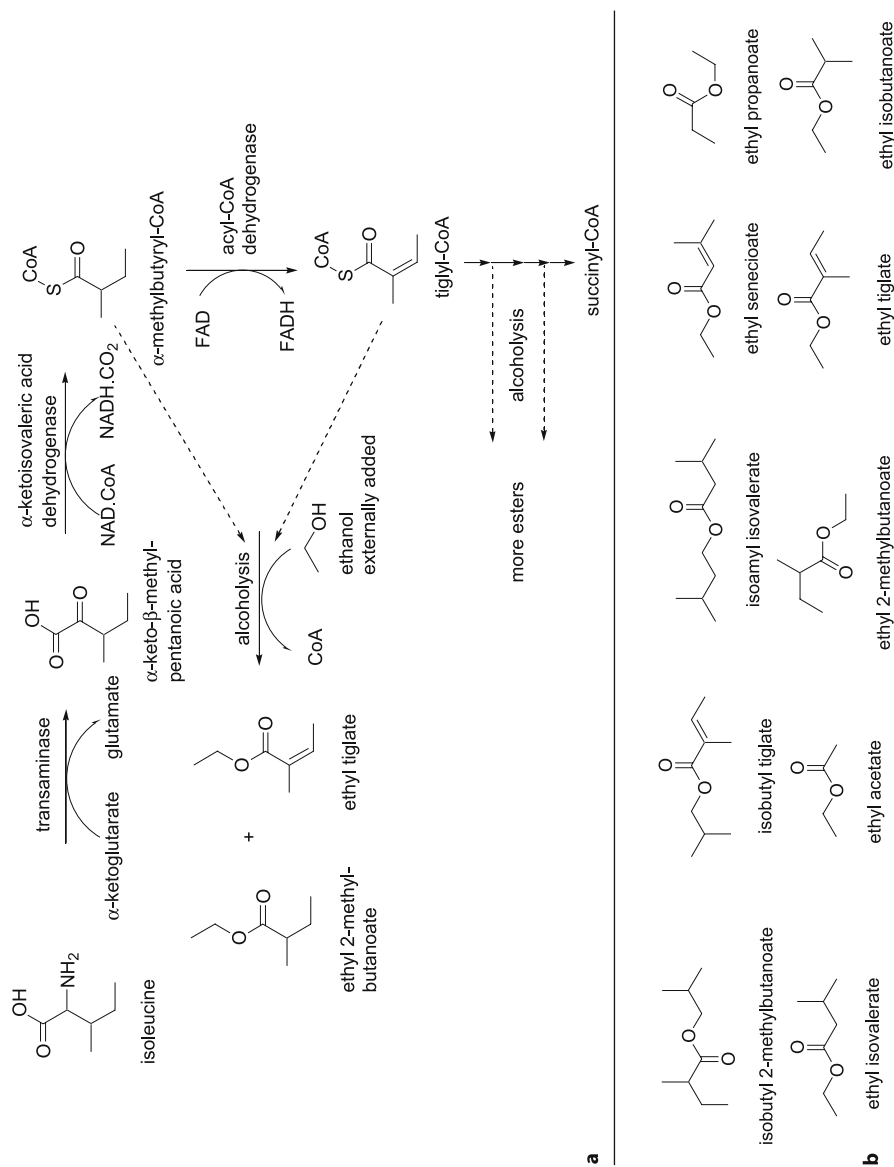 OH
O
NH2
isoleucine
transaminase
α-ketoglutarate
glutamate
OH
O
O
α-keto-β-methyl-
pentanoic acid
α-ketoisovaleric acid
dehydrogenase
NAD.CoA
NADH.CO2
CoA
S
O
α-methylbutyryl-CoA
FAD
FADH
acyl-CoA
dehydrogenase
CoA
S
O
tiglyl-CoA
succinyl-CoA
alcoholysis
more esters
alcoholysis
CoA
OH
ethanol
externally added
O
O
ethyl tiglate
+
O
O
ethyl 2-methyl-
butanoate
a
O
O
isobutyl 2-methylbutanoate
O
O
isobutyl tiglate
O
O
isoamyl isovalerate
O
O
ethyl senecioate
O
O
ethyl propanoate
O
O
ethyl isovalerate
O
O
ethyl acetate
O
O
ethyl 2-methylbutanoate
O
O
ethyl tiglate
O
O
ethyl isobutanoate
b